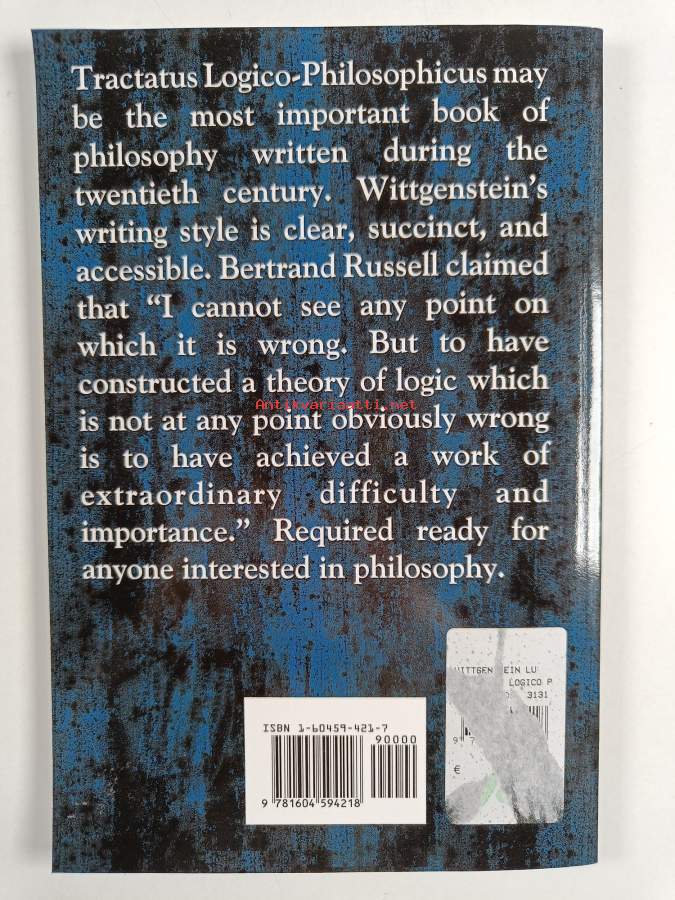 Tractatus Logico-Philosophicus may
be the most important book of
philosophy written during the
twentieth century. Wittgenstein's
writing style is clear, succinct, and
accessible. Bertrand Russell claimed
that “I cannot see any point on
which it is wrong. But to have
constructed a theory of logic which
Antikvariaatti.net
is not at any point obviously wrong
is to have achieved a work of
extraordinary difficulty and
importance.” Required ready for
anyone interested in philosophy.
ISBN 1-60459-421-7
90000
9 781604 594218
EIN LU
LOGICO P
3131
9 7
€